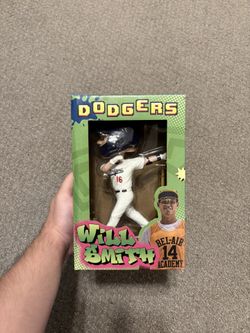 DODGERS
16
WILL
SMITH
BEL-AIR
14
ACADEMY